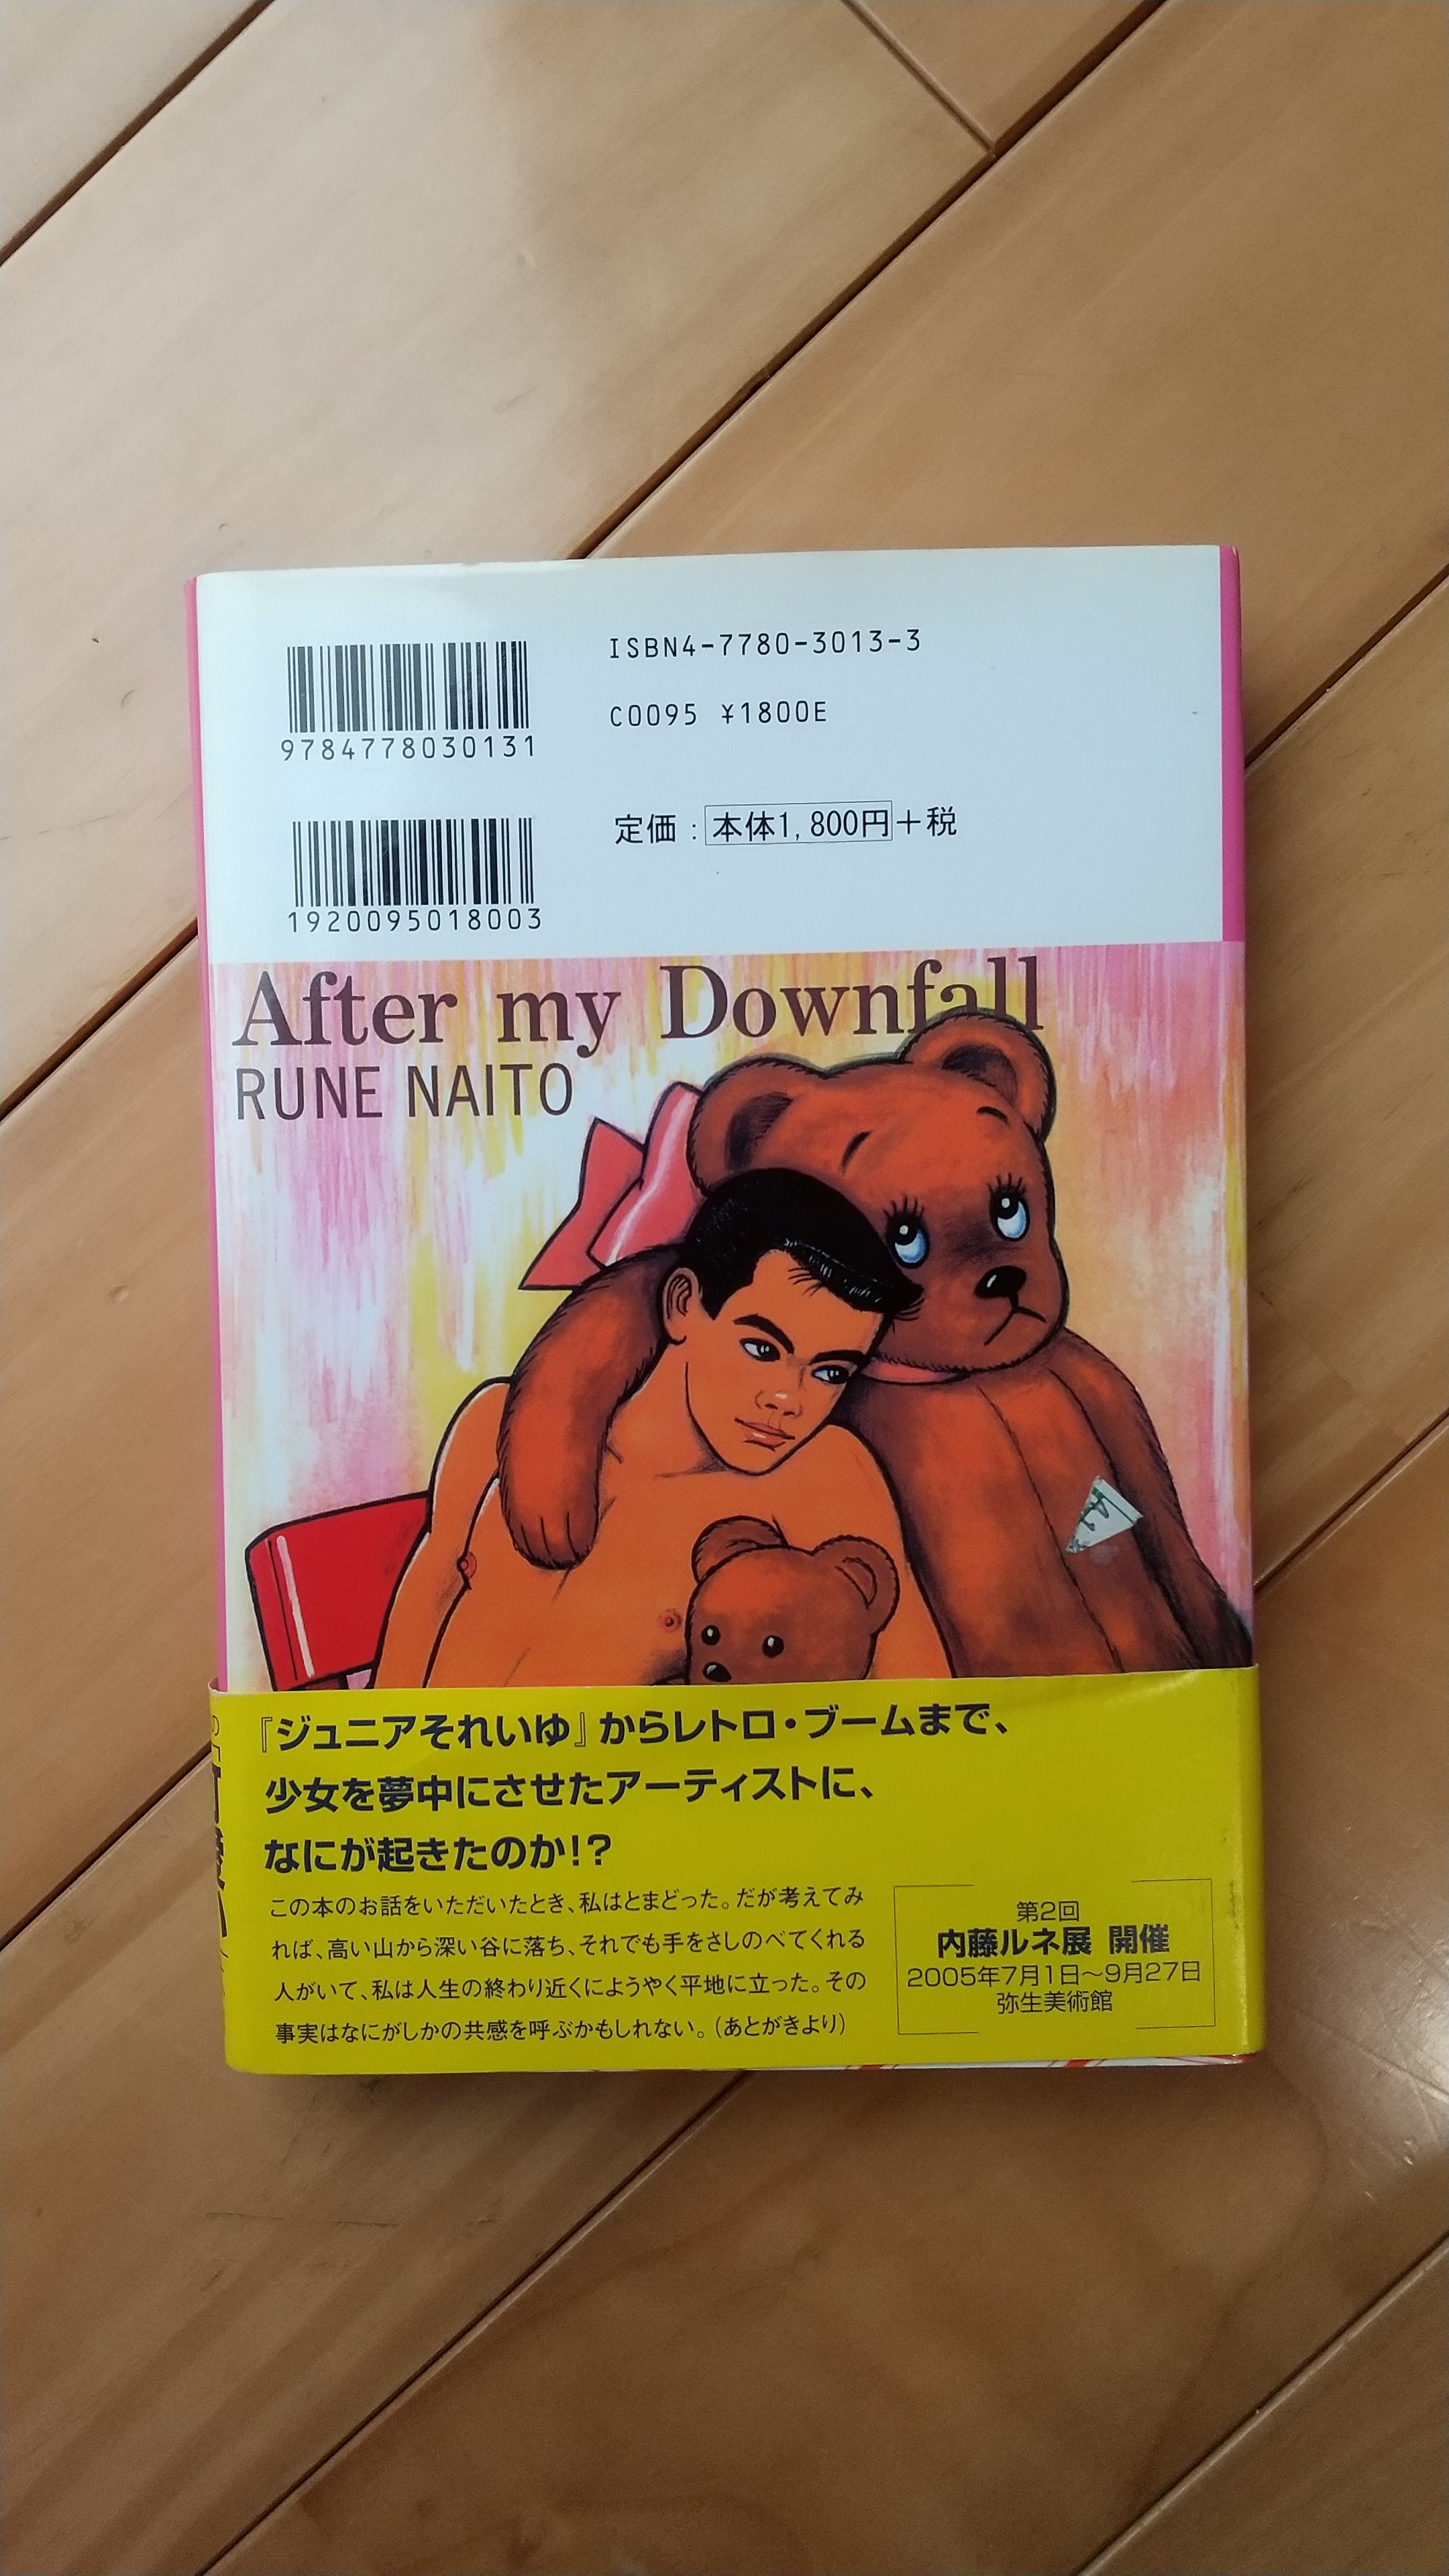 ISBN4-7780-3013-3
C0095 ¥1800E
9784778030131
定価：本体1,800円＋税
1920095018003
After my Downfall
RUNE NAITO
『ジュニアそれいゆ』からレトロ・ブームまで、
少女を夢中にさせたアーティストに、
なにが起きたのか!?
この本のお話をいただいたとき、私はとまどった。だが考えてみ
れば、高い山から深い谷に落ち、それでも手をさしのべてくれる
人がいて、私は人生の終わり近くにようやく平地に立った。その
事実はなにがしかの共感を呼ぶかもしれない。（あとがきより）
第2回
内藤ルネ展 開催
2005年7月1日〜9月27日
弥生美術館